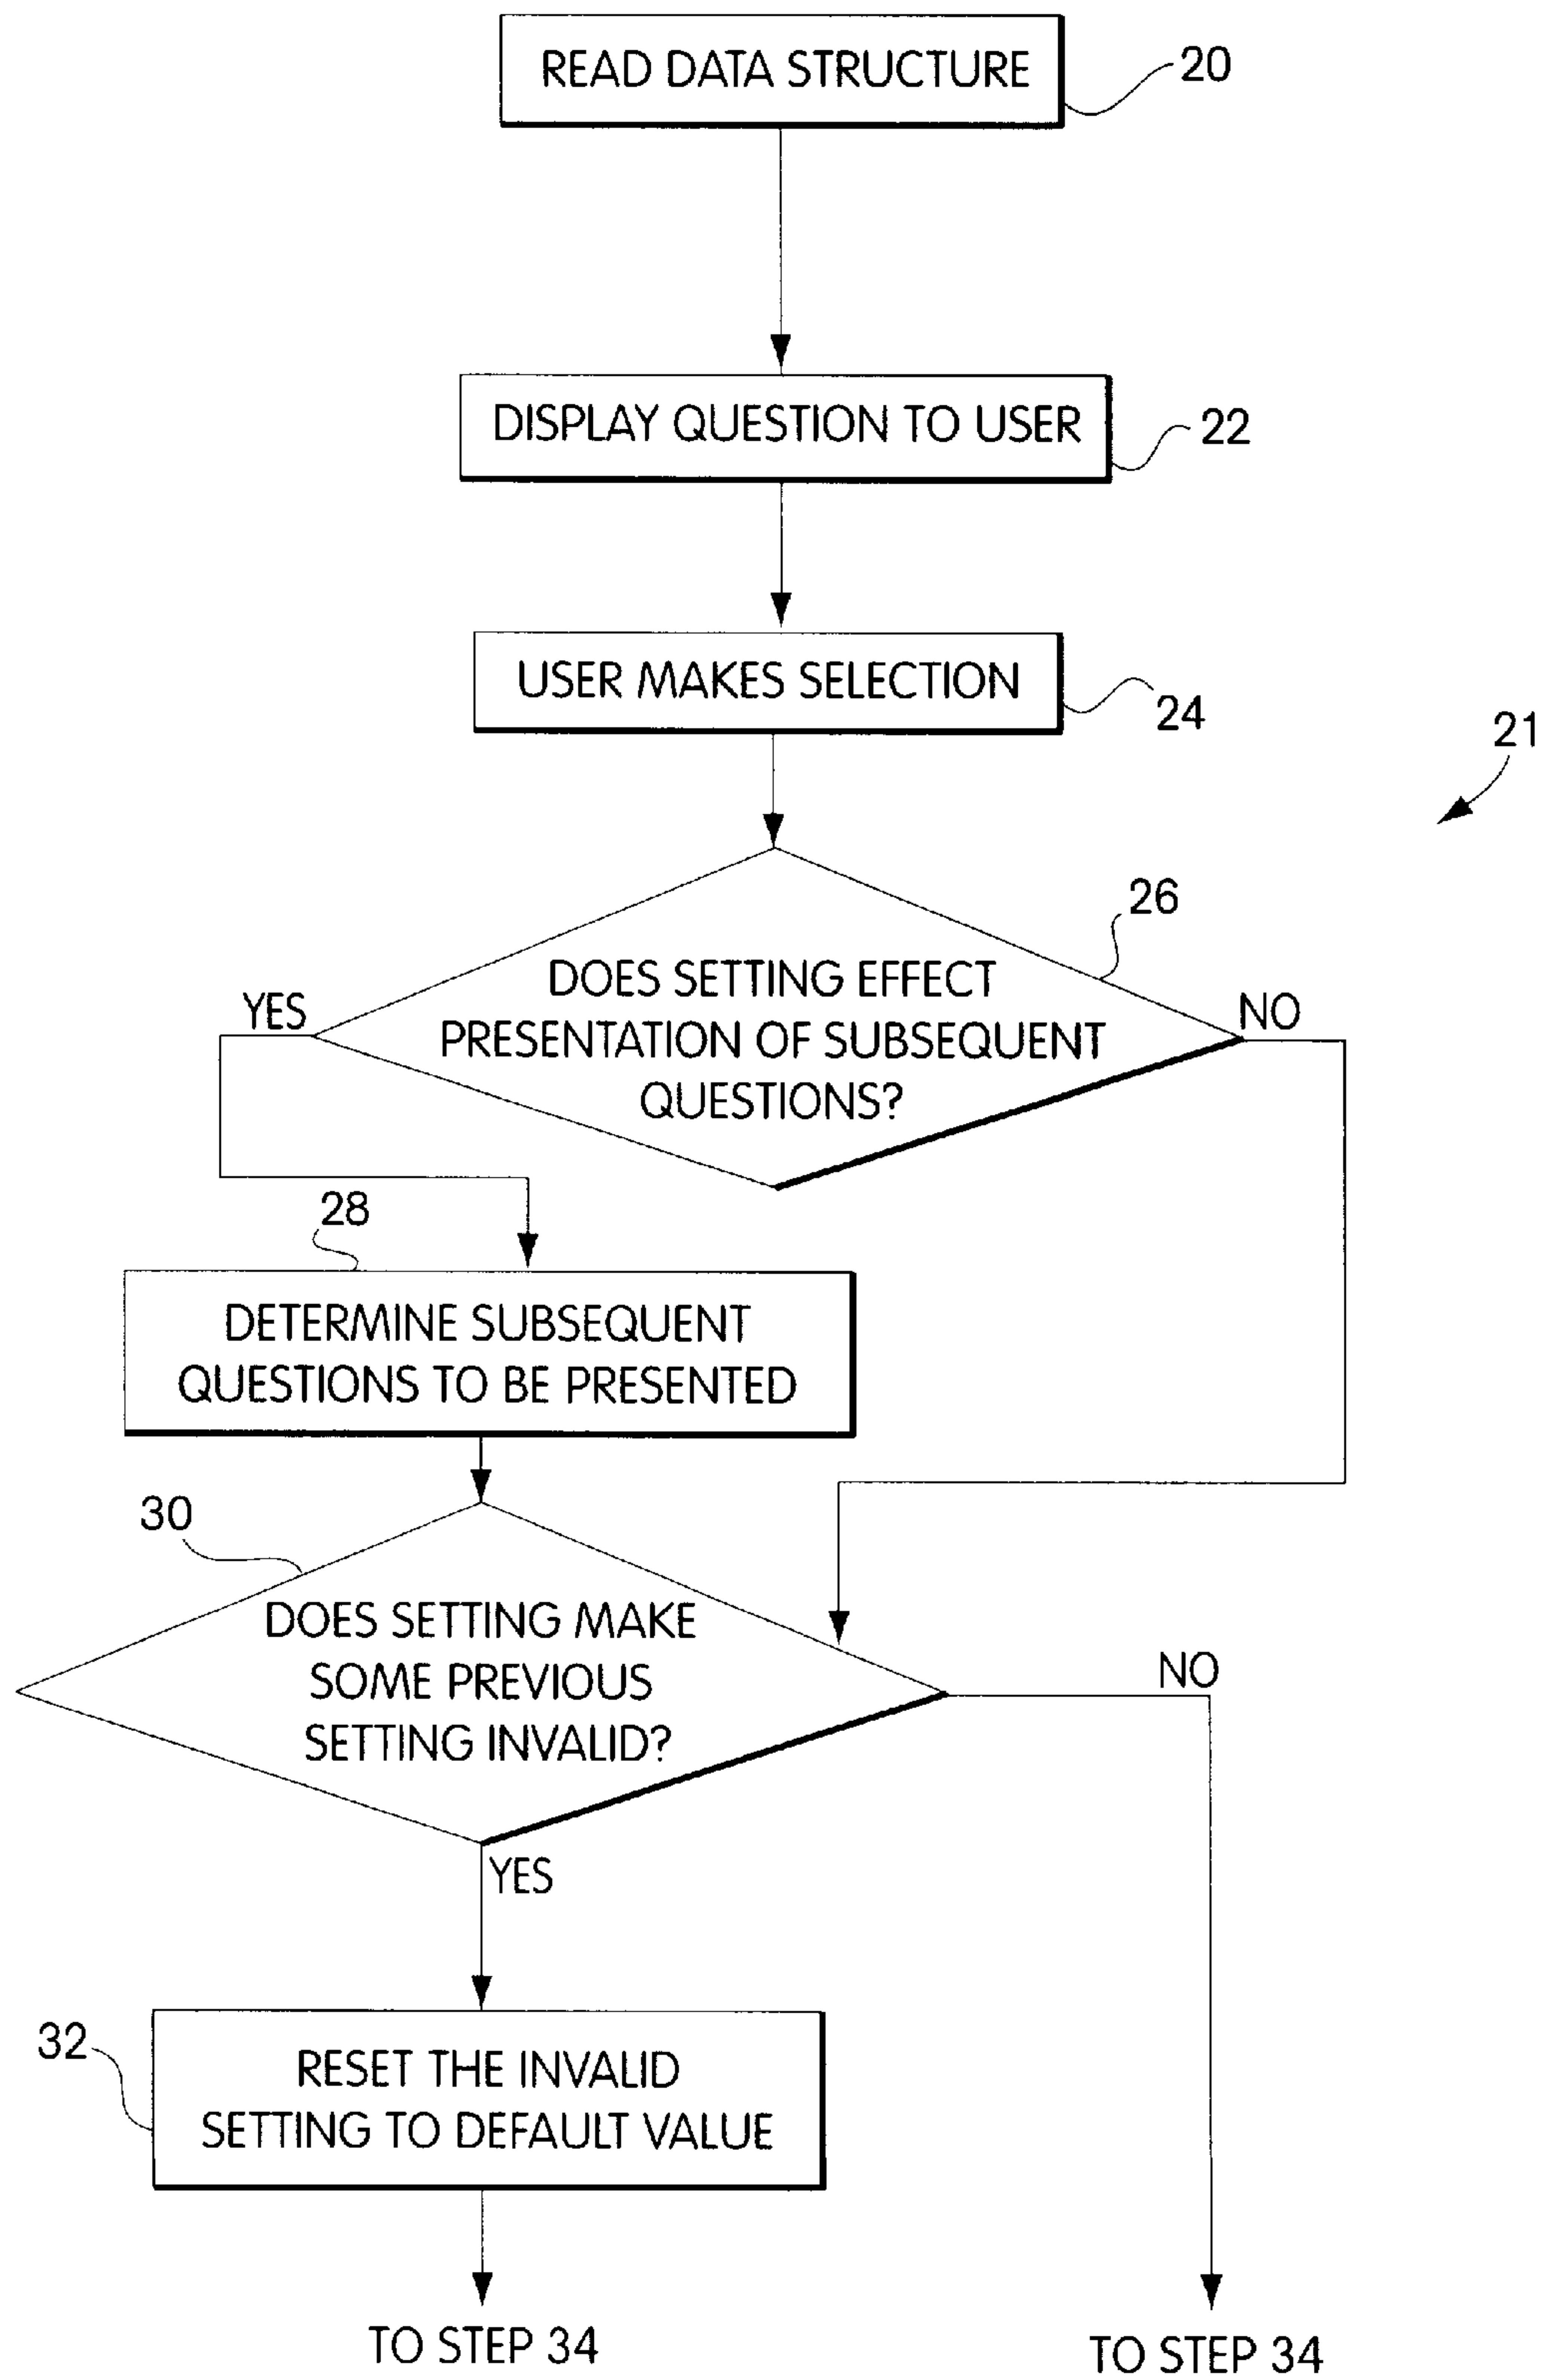 READ DATA STRUCTURE
20
DISPLAY QUESTION TO USER
22
USER MAKES SELECTION
24
21
26
DOES SETTING EFFECT
PRESENTATION OF SUBSEQUENT
QUESTIONS?
YES
NO
28
DETERMINE SUBSEQUENT
QUESTIONS TO BE PRESENTED
30
DOES SETTING MAKE
SOME PREVIOUS
SETTING INVALID?
NO
YES
32
RESET THE INVALID
SETTING TO DEFAULT VALUE
TO STEP 34
TO STEP 34